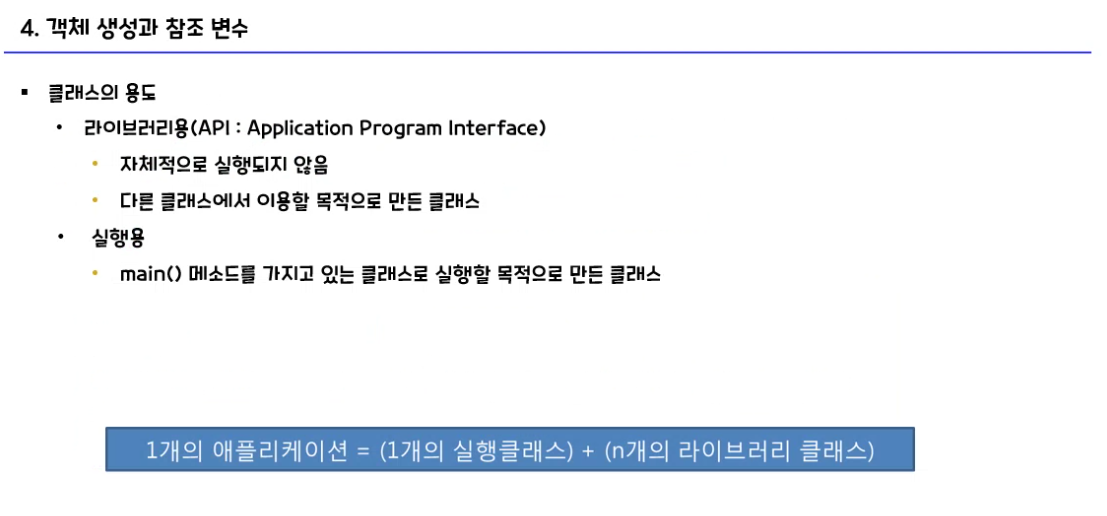 4. 객체 생성과 참조 변수
▪ 클래스의 용도
• 라이브러리용(API : Application Program Interface)
• 자체적으로 실행되지 않음
• 다른 클래스에서 이용할 목적으로 만든 클래스
• 실행용
• main() 메소드를 가지고 있는 클래스로 실행할 목적으로 만든 클래스
1개의 애플리케이션 = (1개의 실행클래스) + (n개의 라이브러리 클래스)